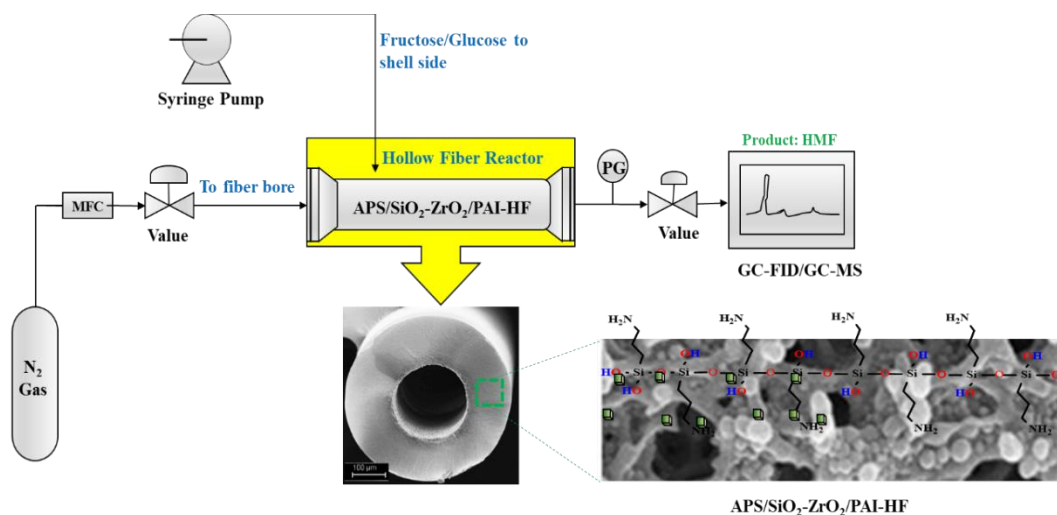 Fructose/Glucose to
shell side
Syringe Pump
Product: HMF
Hollow Fiber Reactor
PG
To fiber bore
MFC
APS/SiO₂-ZrO₂/PAI-HF
Value
Value
GC-FID/GC-MS
N₂
Gas
100 µm
H₂N H₂N H₂N H₂N
OH OH OH OH
HO Si O Si O Si O Si O Si O Si O Si O Si O
HO HO OH OH
NH₂ NH₂ NH₂ NH₂
APS/SiO₂-ZrO₂/PAI-HF